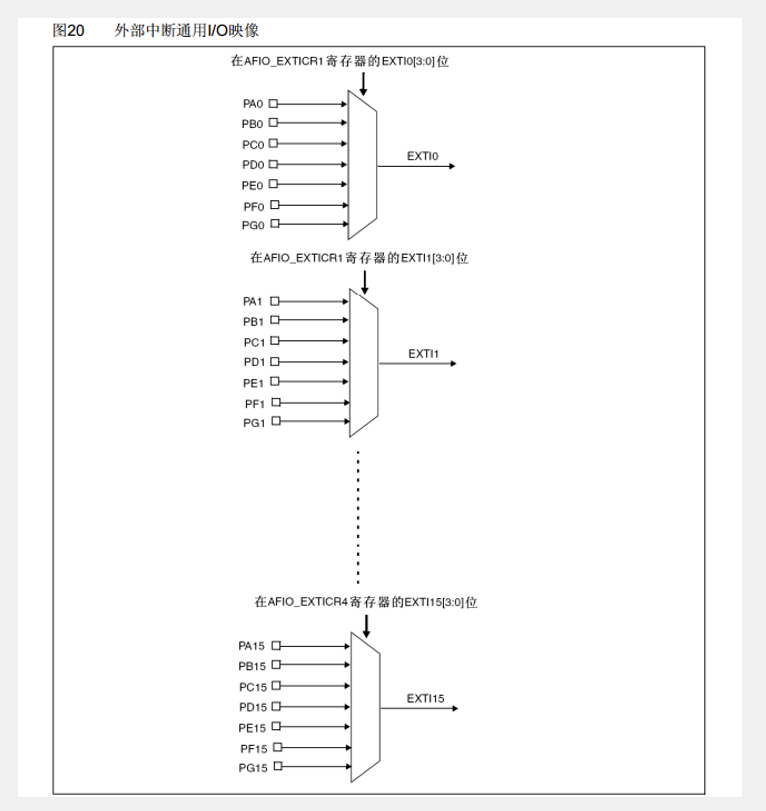 图20 外部中断通用I/O映像
在AFIO_EXTICR1寄存器的EXTI0[3:0]位
PA0
PB0
PC0
PD0
PE0
PF0
PG0
EXTI0
在AFIO_EXTICR1寄存器的EXTI1[3:0]位
PA1
PB1
PC1
PD1
PE1
PF1
PG1
EXTI1
在AFIO_EXTICR4寄存器的EXTI15[3:0]位
PA15
PB15
PC15
PD15
PE15
PF15
PG15
EXTI15